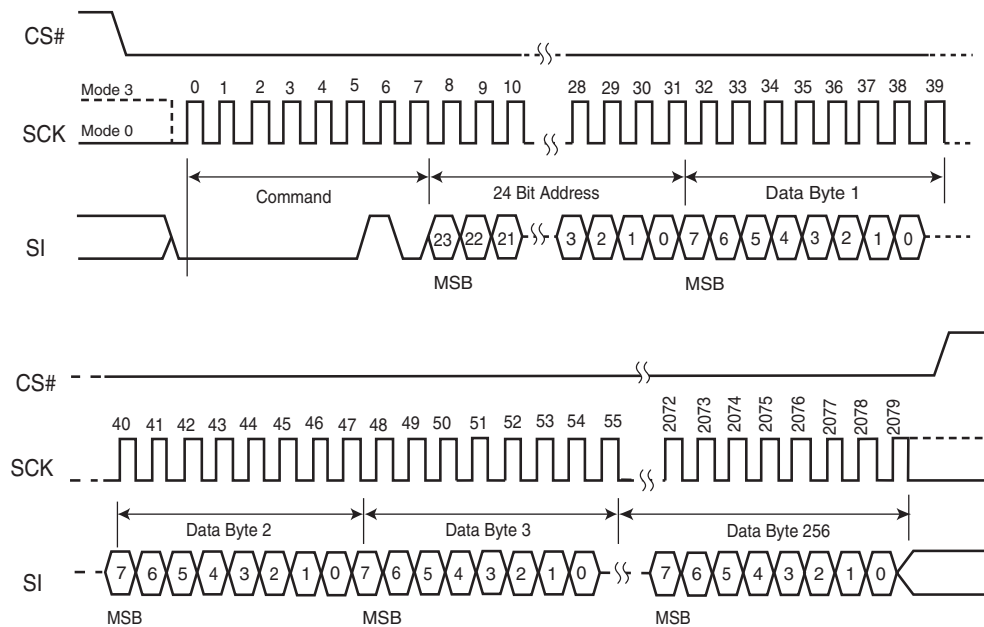 CS#
Mode 3
0 1 2 3 4 5 6 7 8 9 10 28 29 30 31 32 33 34 35 36 37 38 39
SCK
Mode 0
Command 24 Bit Address Data Byte 1
SI
23 22 21 3 2 1 0 7 6 5 4 3 2 1 0
MSB MSB
CS#
40 41 42 43 44 45 46 47 48 49 50 51 52 53 54 55 2072 2073 2074 2075 2076 2077 2078 2079
SCK
Data Byte 2 Data Byte 3 Data Byte 256
SI
7 6 5 4 3 2 1 0 7 6 5 4 3 2 1 0 7 6 5 4 3 2 1 0
MSB MSB MSB